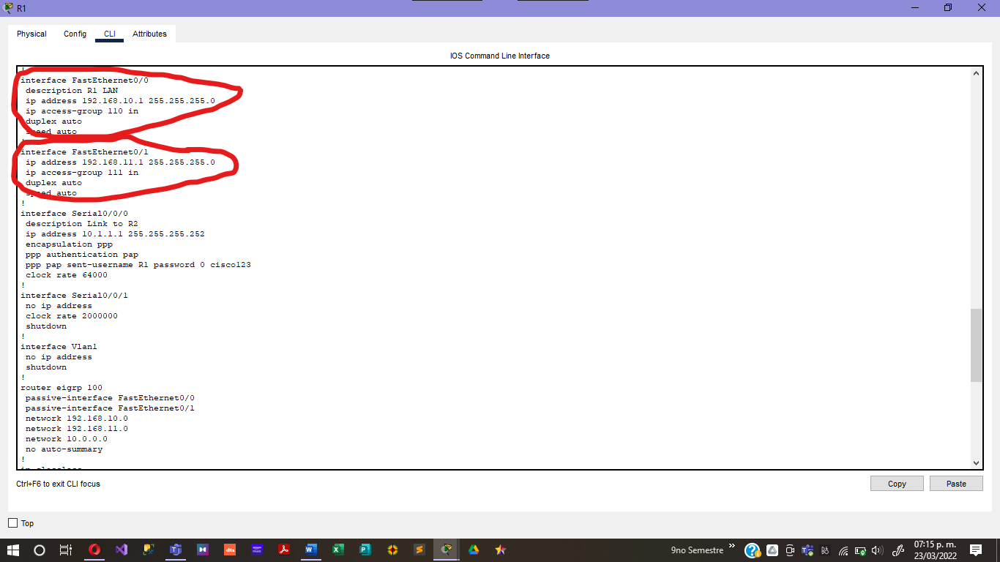 R1
Physical Config CLI Attributes
IOS Command Line Interface
!
interface FastEthernet0/0
description R1 LAN
ip address 192.168.10.1 255.255.255.0
ip access-group 110 in
duplex auto
speed auto
!
interface FastEthernet0/1
ip address 192.168.11.1 255.255.255.0
ip access-group 111 in
duplex auto
speed auto
!
interface Serial0/0/0
description Link to R2
ip address 10.1.1.1 255.255.255.252
encapsulation ppp
ppp authentication pap
ppp pap sent-username R1 password 0 cisco123
clock rate 64000
!
interface Serial0/0/1
no ip address
clock rate 2000000
shutdown
!
interface Vlan1
no ip address
shutdown
!
router eigrp 100
passive-interface FastEthernet0/0
passive-interface FastEthernet0/1
network 192.168.10.0
network 192.168.11.0
network 10.0.0.0
no auto-summary
!
Ctrl+F6 to exit CLI focus
Copy Paste
Top
9no Semestre
07:15 p. m.
23/03/2022